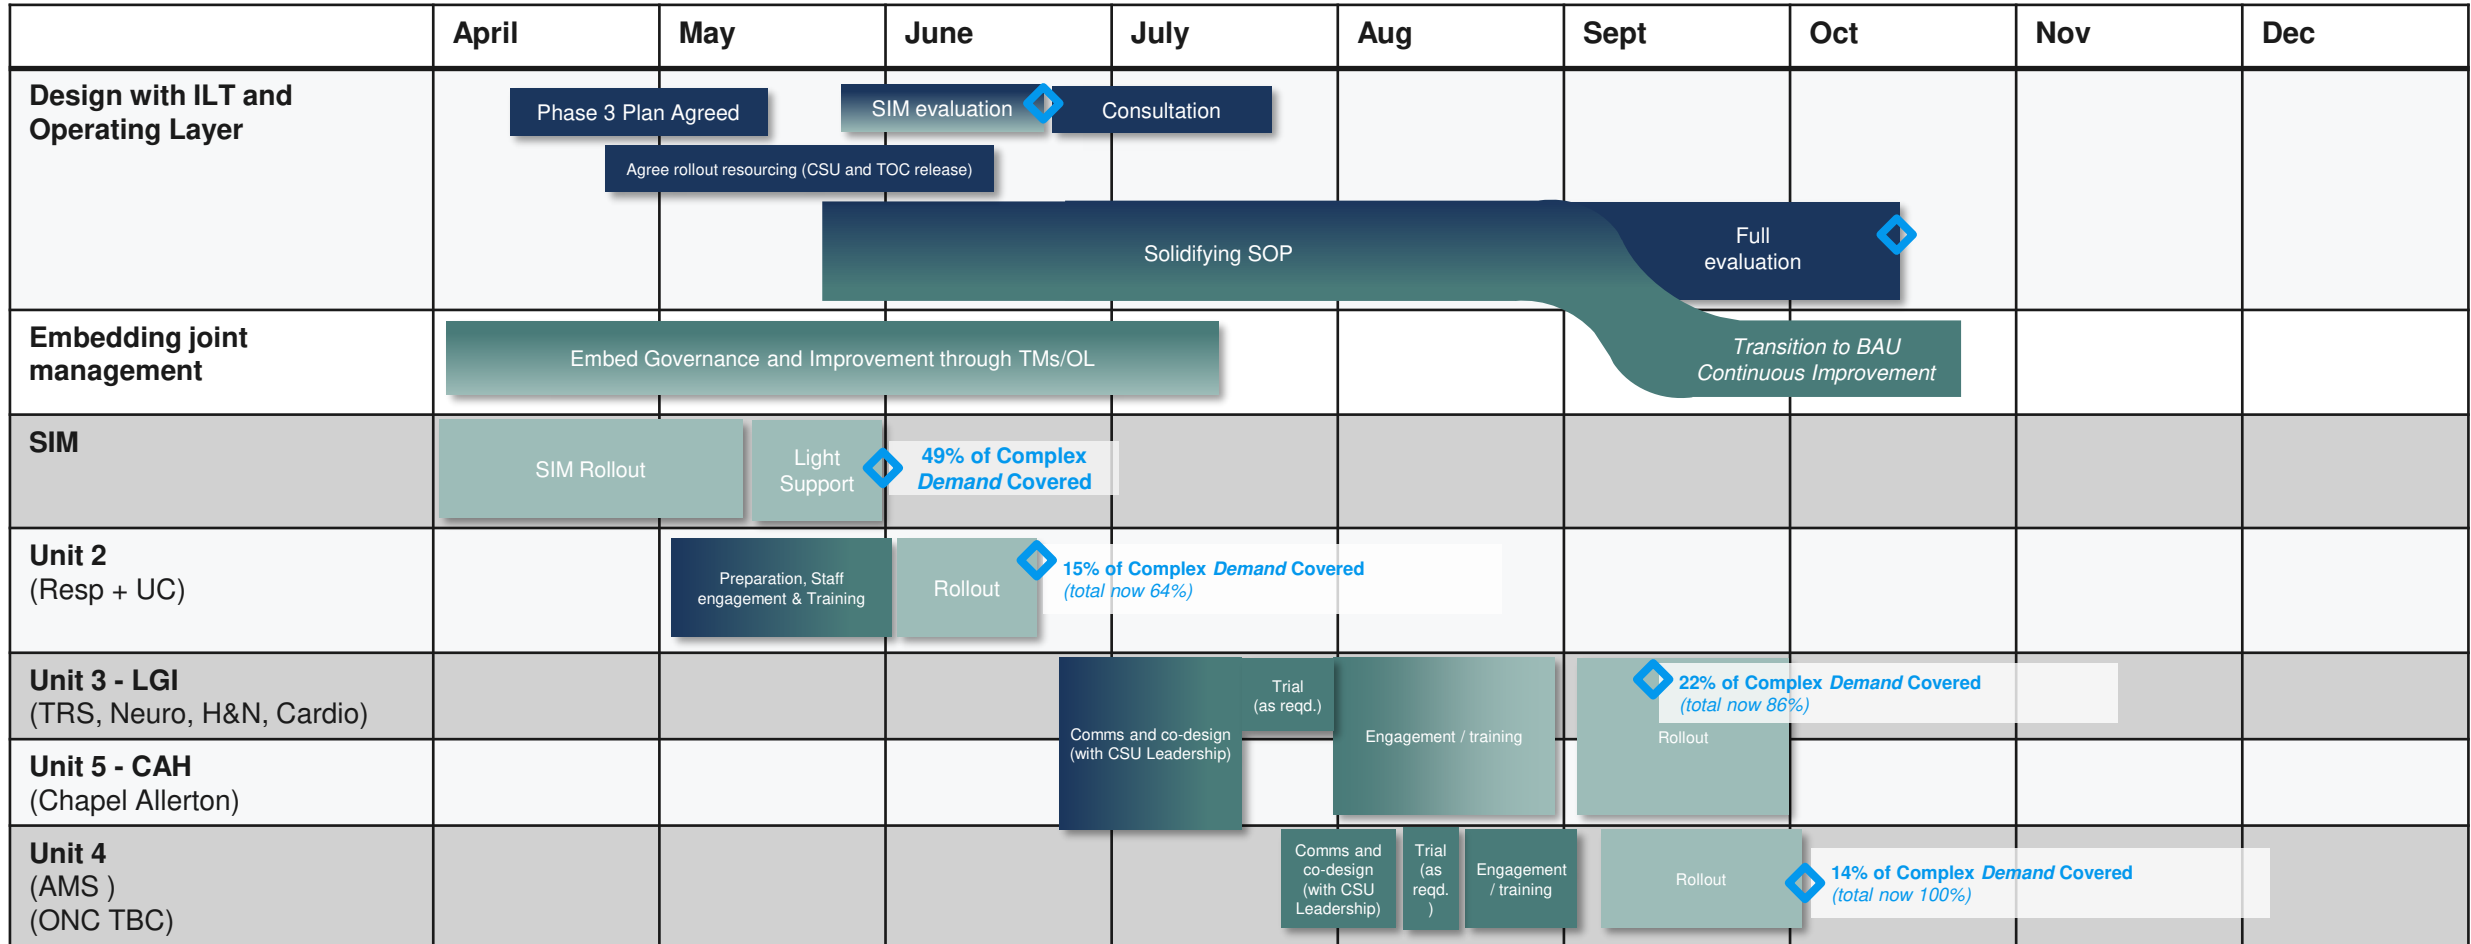 April
May
June
July
Aug
Sept
Oct
Nov
Dec
Design with ILT and
Operating Layer
Phase 3 Plan Agreed
SIM evaluation
Consultation
Agree rollout resourcing (CSU and TOC release)
Solidifying SOP
Full
evaluation
Embedding joint
management
Embed Governance and Improvement through TMs/OL
Transition to BAU
Continuous Improvement
SIM
SIM Rollout
Light
Support
49% of Complex
Demand Covered
Unit 2
(Resp + UC)
Preparation, Staff
engagement & Training
Rollout
15% of Complex Demand Covered
(total now 64%)
Unit 3 - LGI
(TRS, Neuro, H&N, Cardio)
Comms and co-design
(with CSU Leadership)
Trial
(as reqd.)
Engagement / training
22% of Complex Demand Covered
(total now 86%)
Rollout
Unit 5 - CAH
(Chapel Allerton)
Unit 4
(AMS )
(ONC TBC)
Comms and
co-design
(with CSU
Leadership)
Trial
(as
reqd.
)
Engagement
/ training
Rollout
14% of Complex Demand Covered
(total now 100%)